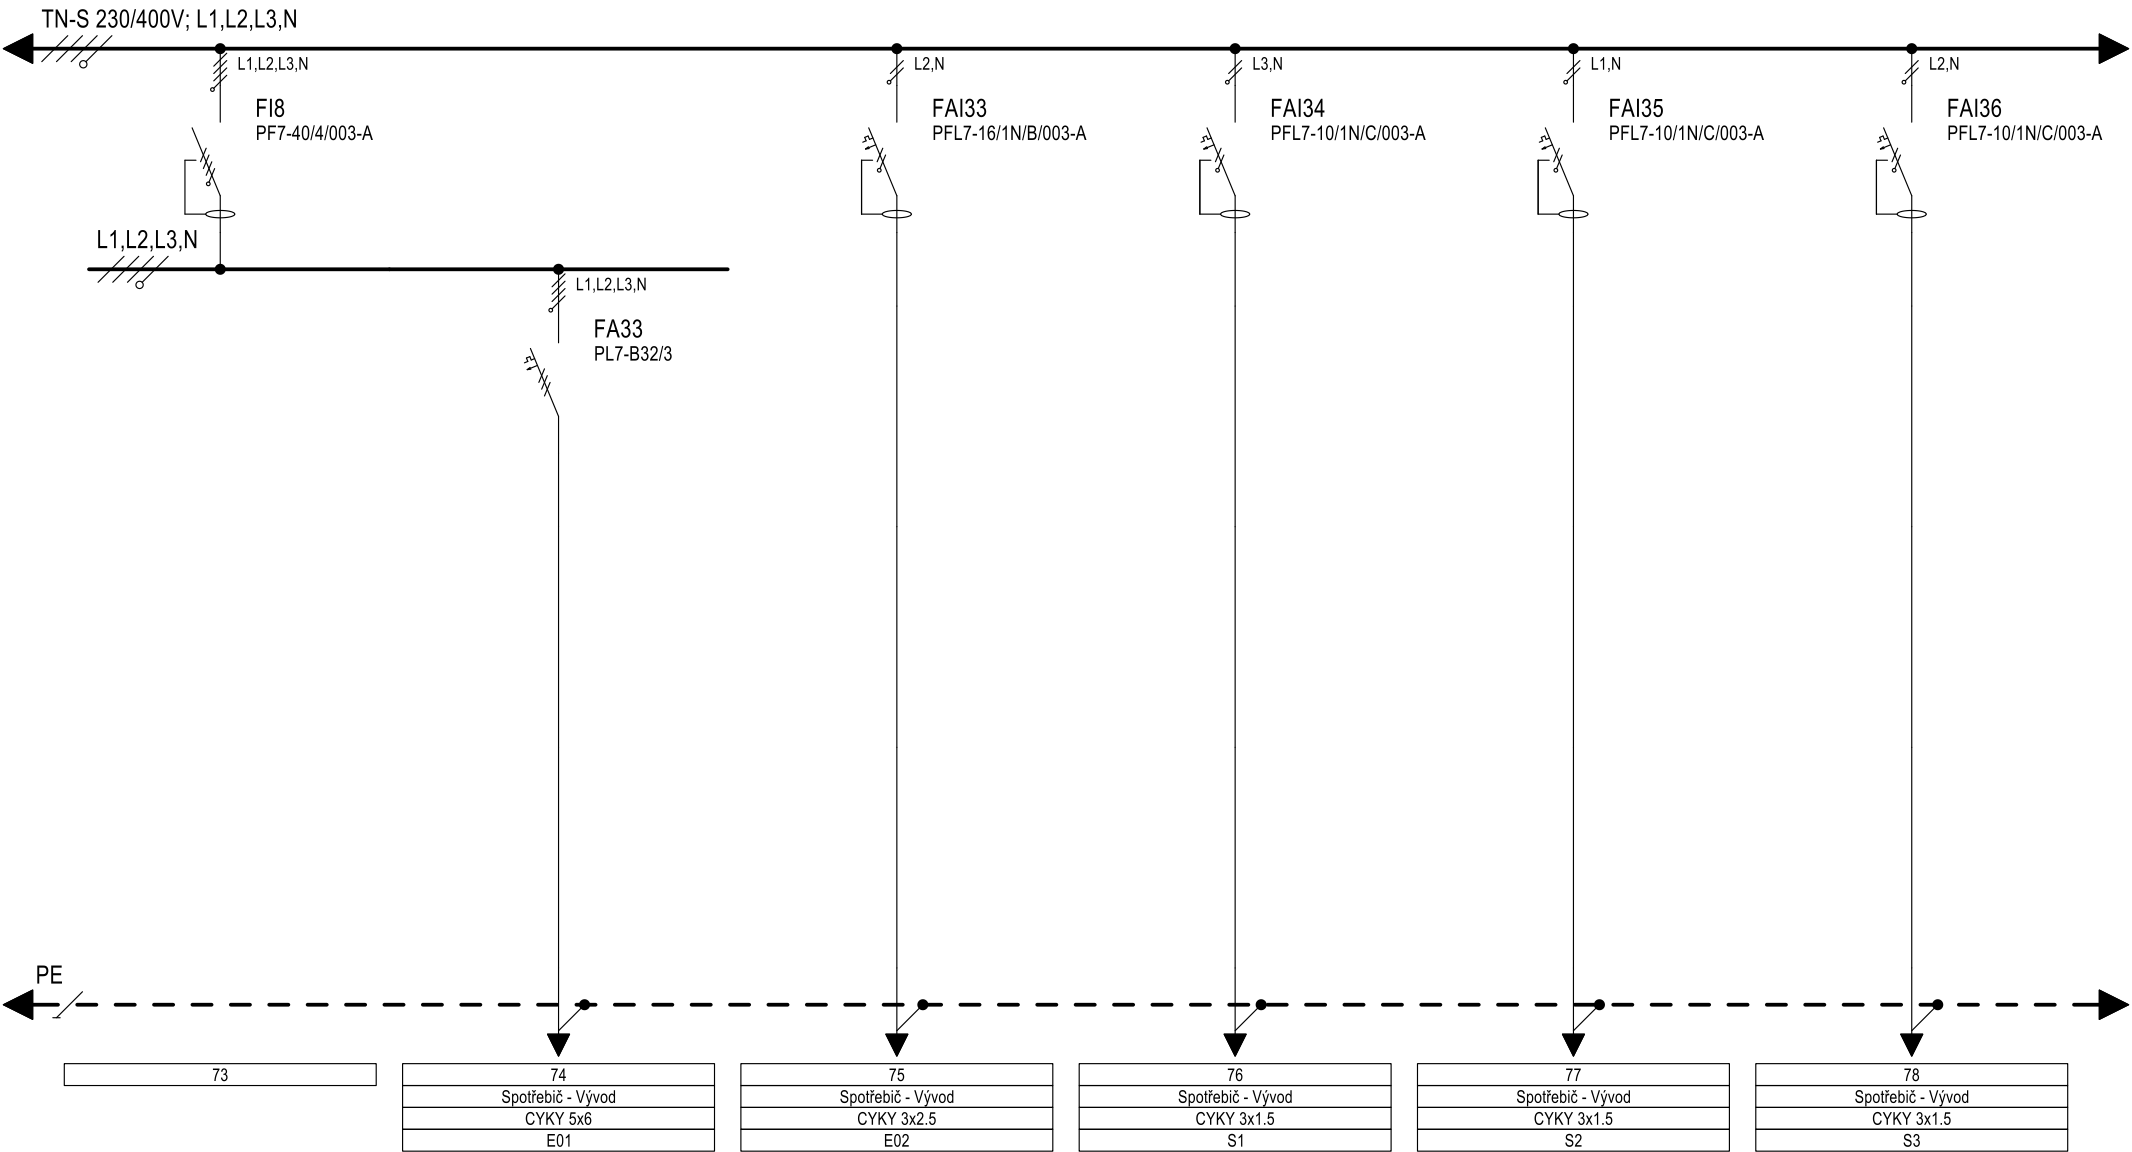 TN-S 230/400V; L1,L2,L3,N
L1,L2,L3,N
L2,N
L3,N
L1,N
L2,N
FI8
PF7-40/4/003-A
FAI33
PFL7-16/1N/B/003-A
FAI34
PFL7-10/1N/C/003-A
FAI35
PFL7-10/1N/C/003-A
FAI36
PFL7-10/1N/C/003-A
L1,L2,L3,N
L1,L2,L3,N
FA33
PL7-B32/3
PE
73
74
Spotřebič - Vývod
CYKY 5x6
E01
75
Spotřebič - Vývod
CYKY 3x2.5
E02
76
Spotřebič - Vývod
CYKY 3x1.5
S1
77
Spotřebič - Vývod
CYKY 3x1.5
S2
78
Spotřebič - Vývod
CYKY 3x1.5
S3